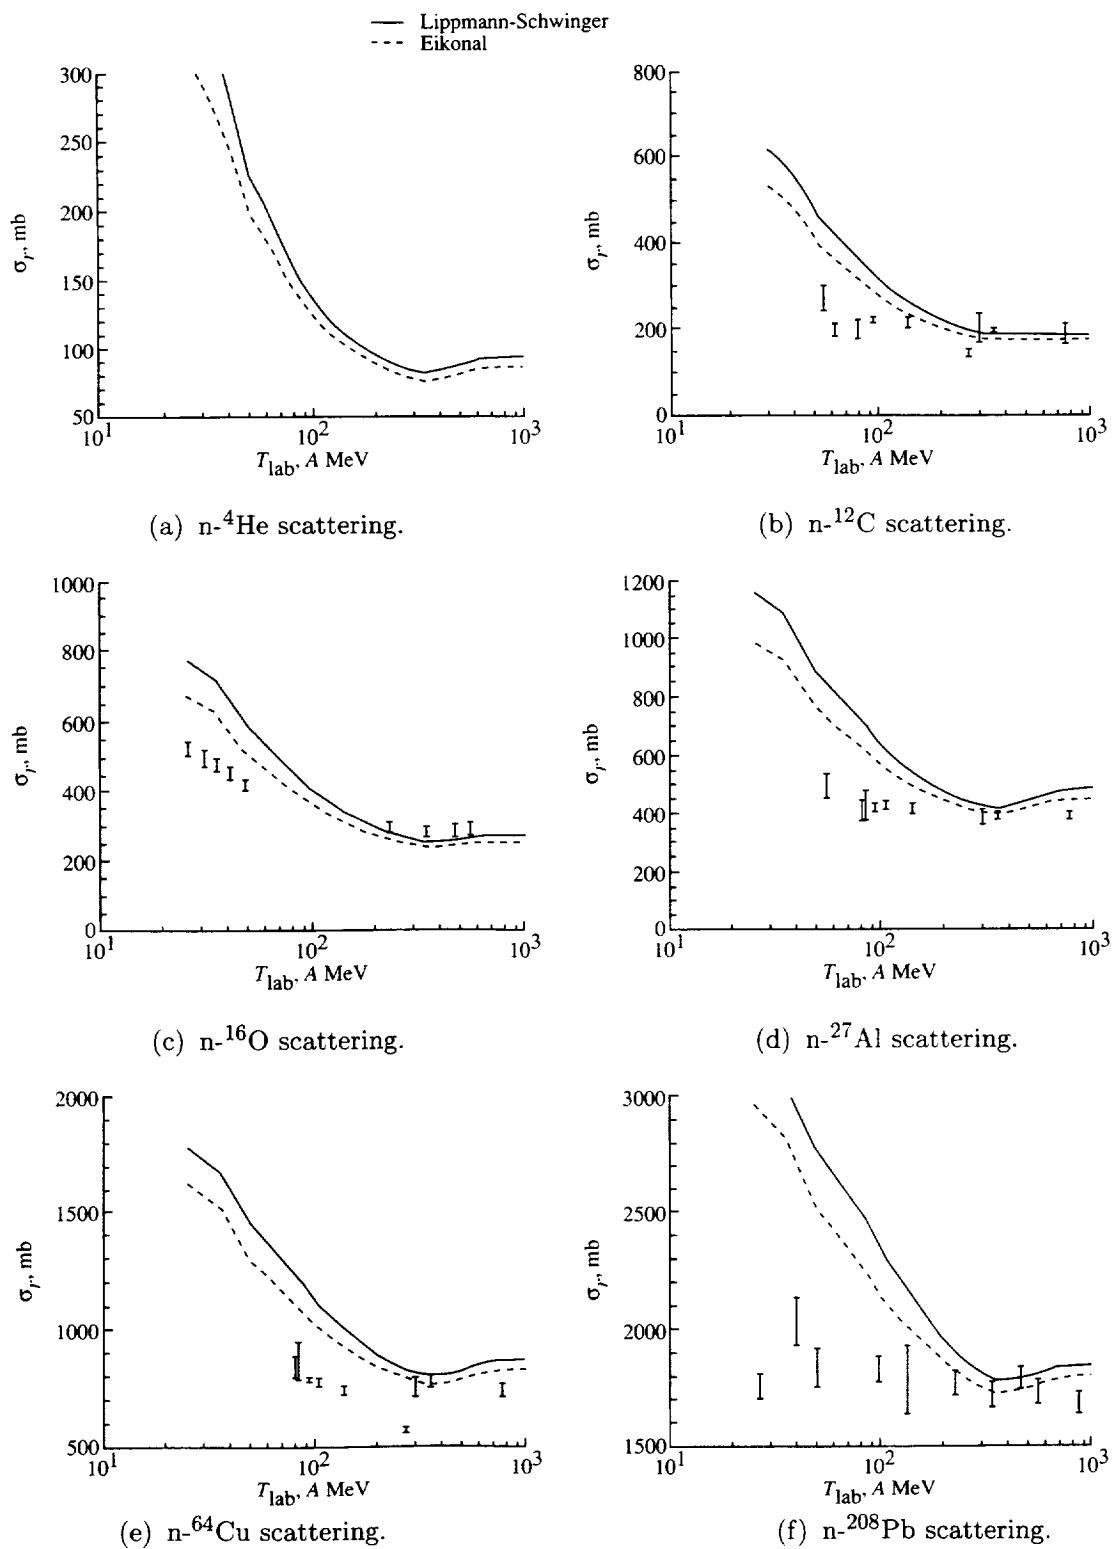 Lippmann-Schwinger
Eikonal
300
250
200
150
100
50
σr, mb
10¹ 10² 10³
Tlab, A MeV
(a) n-⁴He scattering.
800
600
400
200
0
σr, mb
10¹ 10² 10³
Tlab, A MeV
(b) n-¹²C scattering.
1000
800
600
400
200
0
σr, mb
10¹ 10² 10³
Tlab, A MeV
(c) n-¹⁶O scattering.
1200
1000
800
600
400
200
0
σr, mb
10¹ 10² 10³
Tlab, A MeV
(d) n-²⁷Al scattering.
2000
1500
1000
500
σr, mb
10¹ 10² 10³
Tlab, A MeV
(e) n-⁶⁴Cu scattering.
3000
2500
2000
1500
σr, mb
10¹ 10² 10³
Tlab, A MeV
(f) n-²⁰⁸Pb scattering.